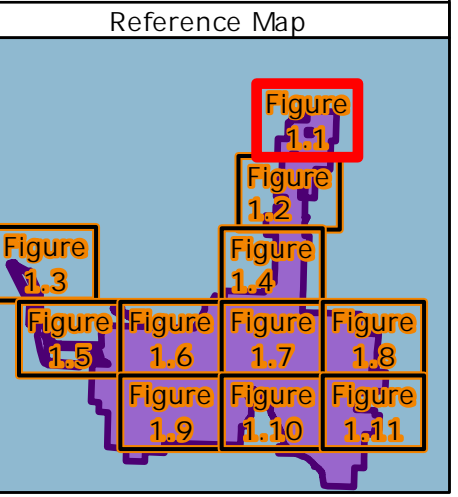 Reference Map
Figure
1.1
Figure
1.2
Figure
1.3
Figure
1.4
Figure
1.5
Figure
1.6
Figure
1.7
Figure
1.8
Figure
1.9
Figure
1.10
Figure
1.11